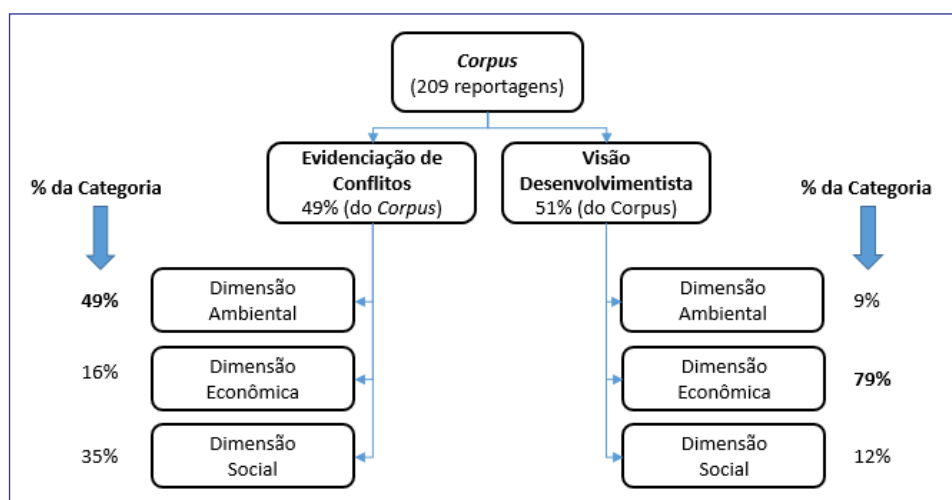 Corpus
(209 reportagens)
Evidenciação de
Conflitos
49% (do Corpus)
Visão
Desenvolvimentista
51% (do Corpus)
% da Categoria
% da Categoria
49%
Dimensão
Ambiental
Dimensão
Ambiental
9%
16%
Dimensão
Econômica
Dimensão
Econômica
79%
35%
Dimensão
Social
Dimensão
Social
12%